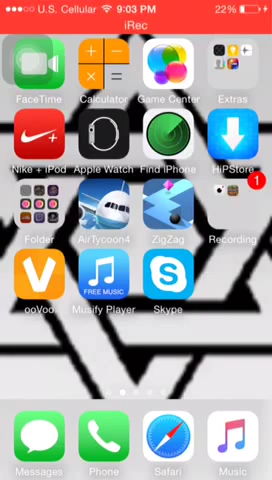 U.S. Cellular 9:03 PM 22%
iRec
FaceTime Calculator Game Center Extras
Nike + iPod Apple Watch Find iPhone HiPStore
1
Folder AirTycoon4 ZigZag Recording
FREE MUSIC
ooVoo Musify Player Skype
Messages Phone Safari Music